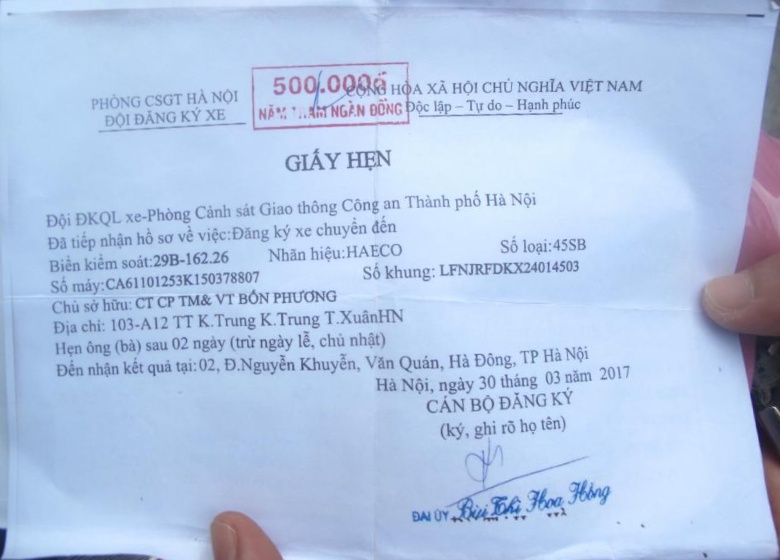 PHÒNG CSGT HÀ NỘI
ĐỘI ĐĂNG KÝ XE
500.000đ
NĂM TRĂM NGÀN ĐỒNG
CỘNG HÒA XÃ HỘI CHỦ NGHĨA VIỆT NAM
Độc lập – Tự do – Hạnh phúc
GIẤY HẸN
Đội ĐKQL xe-Phòng Cảnh sát Giao thông Công an Thành phố Hà Nội
Đã tiếp nhận hồ sơ về việc:Đăng ký xe chuyển đến
Biển kiểm soát:29B-162.26 Nhãn hiệu:HAECO Số loại:45SB
Số máy:CA61101253K150378807 Số khung: LFNJRFDKX24014503
Chủ sở hữu: CT CP TM& VT BỐN PHƯƠNG
Địa chỉ: 103-A12 TT K.Trung K.Trung T.XuânHN
Hẹn ông (bà) sau 02 ngày (trừ ngày lễ, chủ nhật)
Đến nhận kết quả tại:02, Đ.Nguyễn Khuyến, Văn Quán, Hà Đông, TP Hà Nội
Hà Nội, ngày 30 tháng 03 năm 2017
CÁN BỘ ĐĂNG KÝ
(ký, ghi rõ họ tên)
ĐẠI ÚY Bùi Thị Hoa Hồng